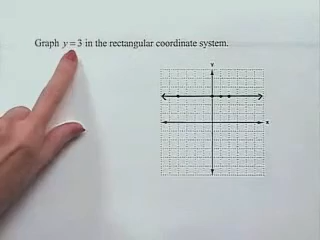 Graph y = 3 in the rectangular coordinate system.
y
x